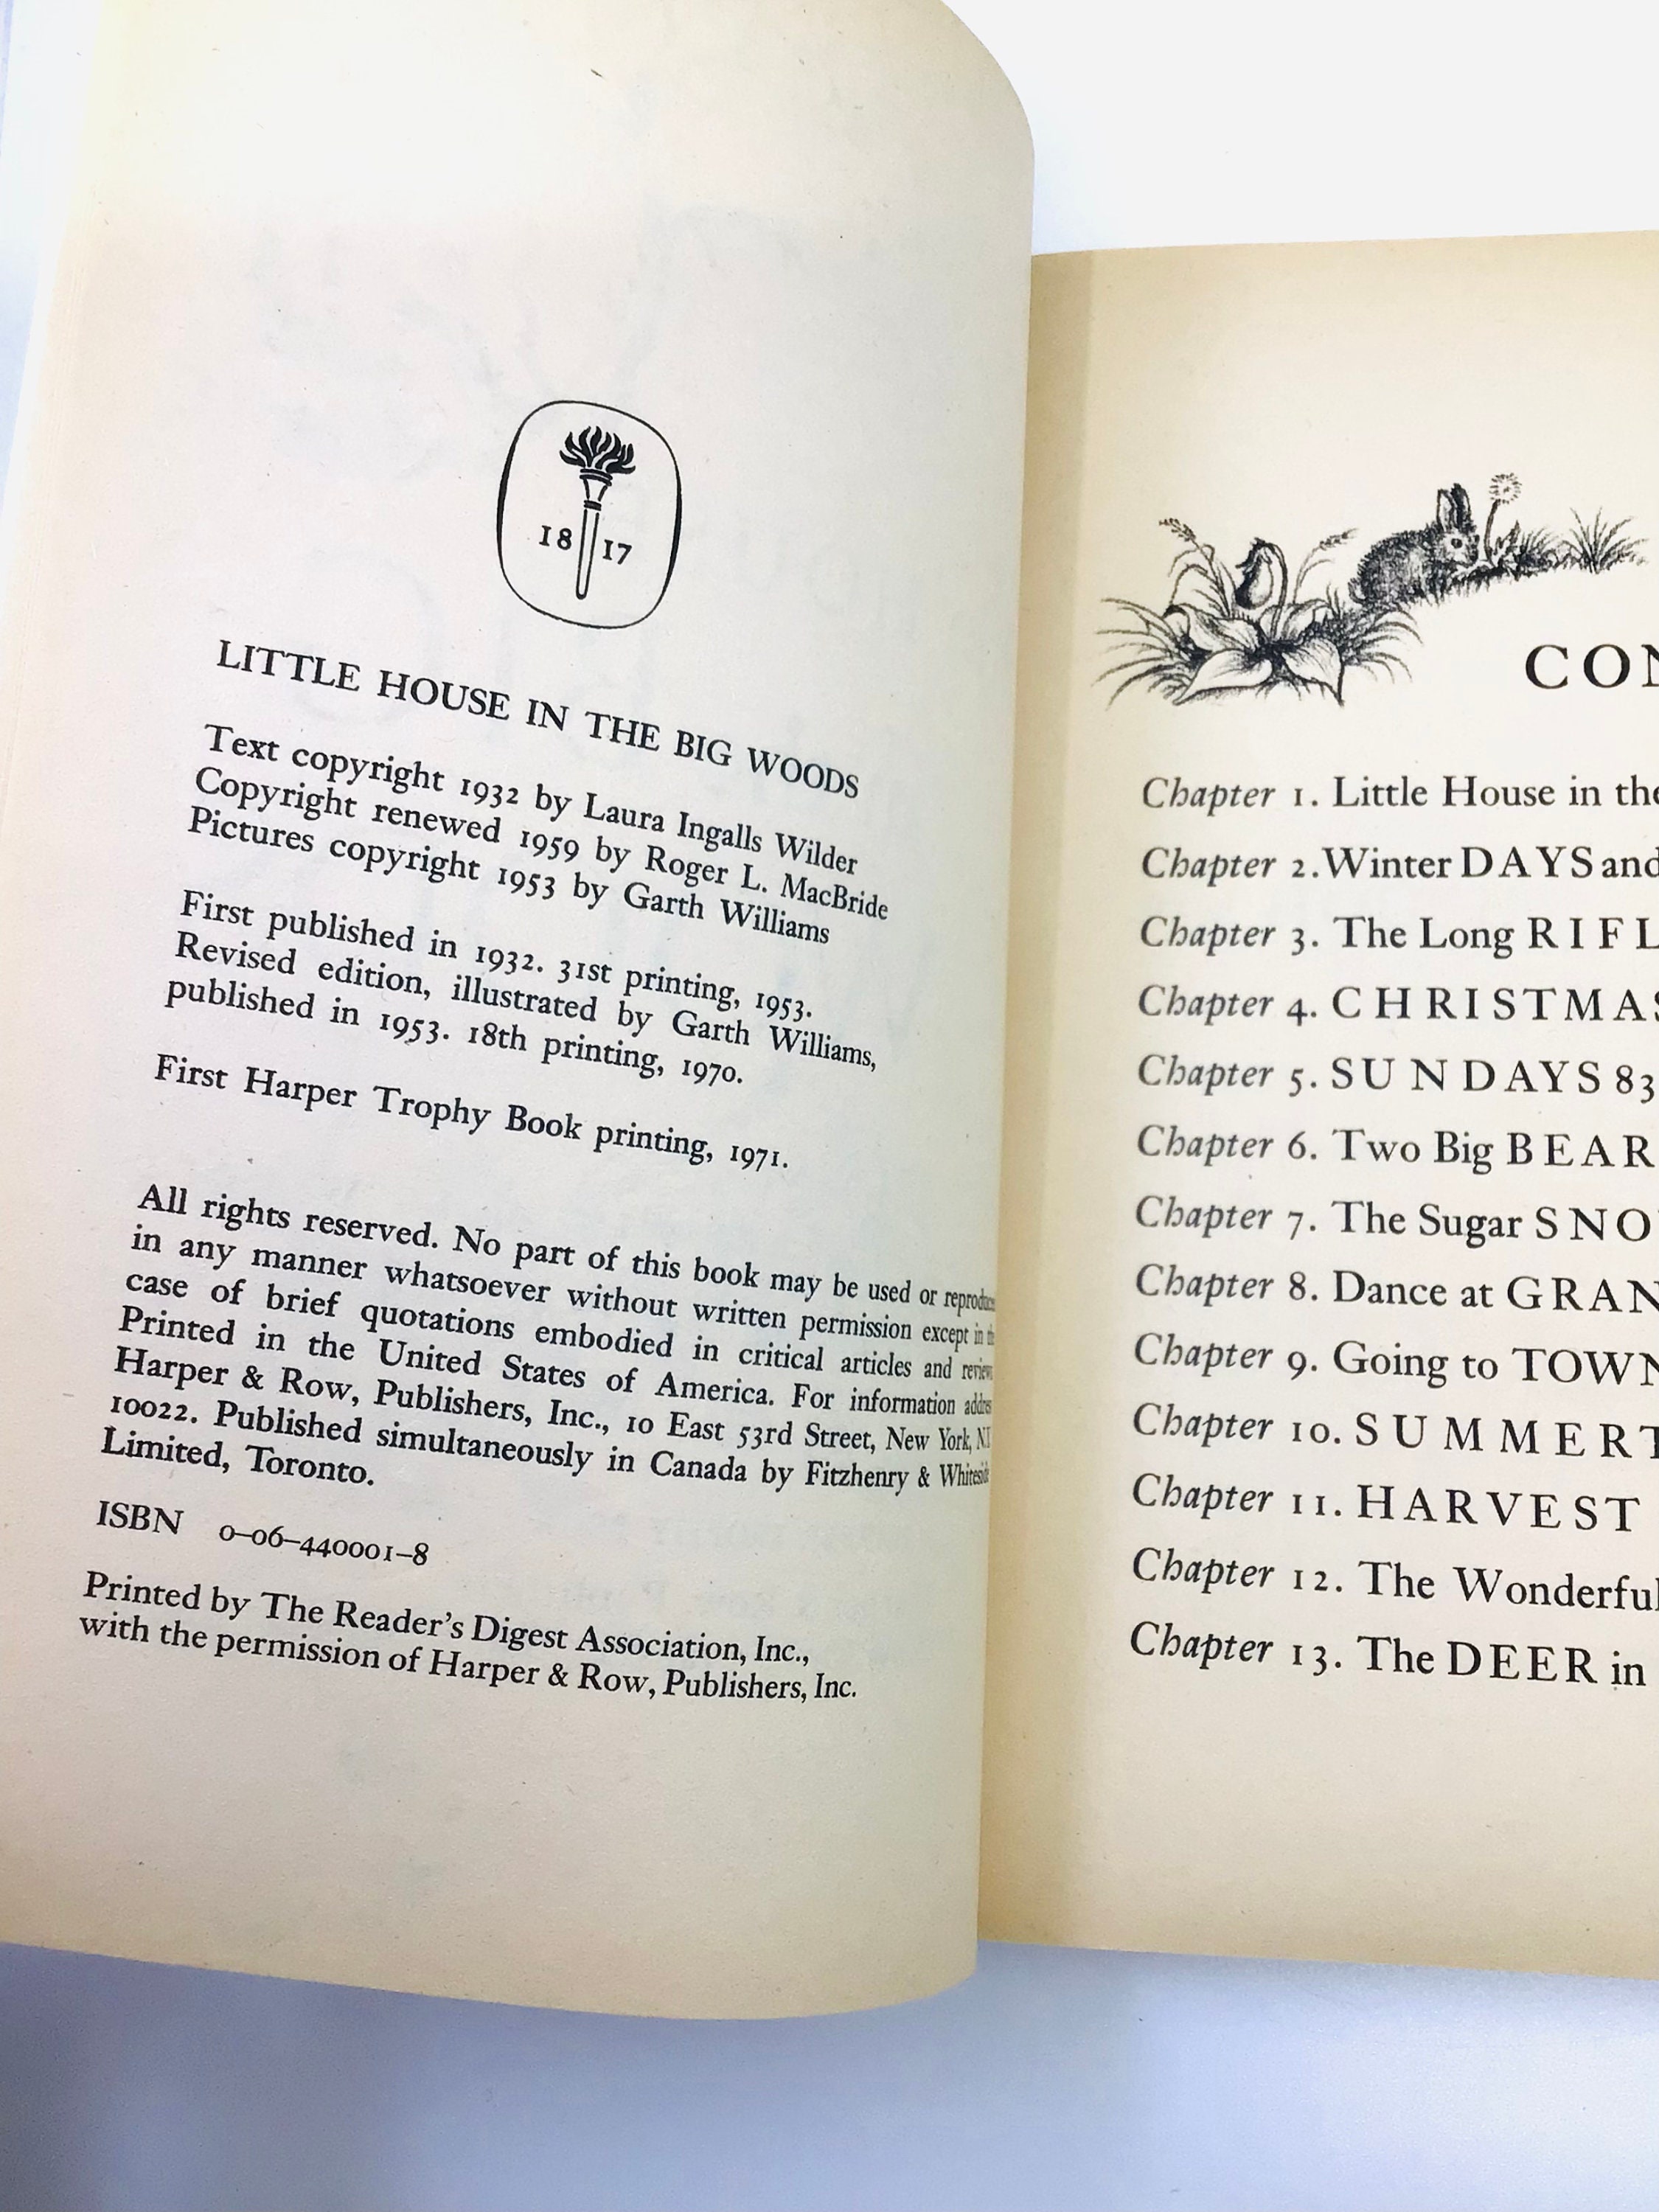 18 17
LITTLE HOUSE IN THE BIG WOODS
Text copyright 1932 by Laura Ingalls Wilder
Copyright renewed 1959 by Roger L. MacBride
Pictures copyright 1953 by Garth Williams
First published in 1932. 31st printing, 1953.
Revised edition, illustrated by Garth Williams,
published in 1953. 18th printing, 1970.
First Harper Trophy Book printing, 1971.
All rights reserved. No part of this book may be used or
in any manner whatsoever without written permission except in
case of brief quotations embodied in critical articles and
Printed in the United States of America. For information
Harper & Row, Publishers, Inc., 10 East 53rd Street, New York,
10022. Published simultaneously in Canada by Fitzhenry &
Limited, Toronto.
ISBN 0-06-440001-8
Printed by The Reader's Digest Association, Inc.,
with the permission of Harper & Row, Publishers, Inc.
CON
Chapter 1. Little House in the
Chapter 2. Winter DAYS and
Chapter 3. The Long RIFL
Chapter 4. CHRISTMAS
Chapter 5. SUNDAYS 83
Chapter 6. Two Big BEAR
Chapter 7. The Sugar SNO
Chapter 8. Dance at GRAN
Chapter 9. Going to TOWN
Chapter 10. SUMMERT
Chapter 11. HARVEST
Chapter 12. The Wonderful
Chapter 13. The DEER in